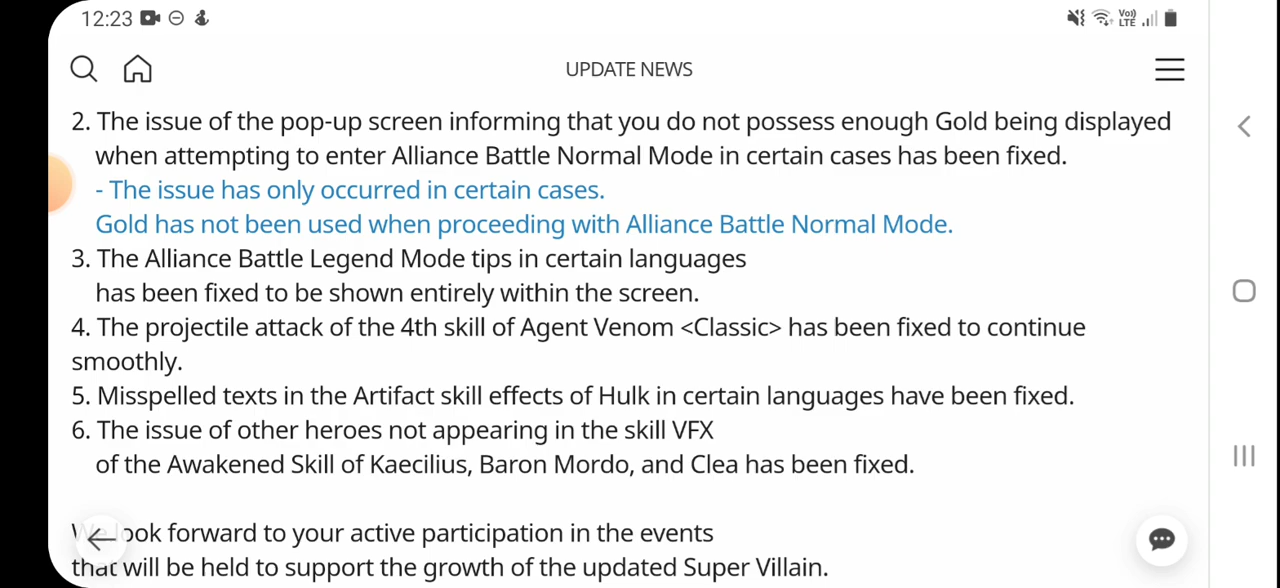 12:23
Vo))
LTE
UPDATE NEWS
2. The issue of the pop-up screen informing that you do not possess enough Gold being displayed
when attempting to enter Alliance Battle Normal Mode in certain cases has been fixed.
- The issue has only occurred in certain cases.
Gold has not been used when proceeding with Alliance Battle Normal Mode.
3. The Alliance Battle Legend Mode tips in certain languages
has been fixed to be shown entirely within the screen.
4. The projectile attack of the 4th skill of Agent Venom <Classic> has been fixed to continue
smoothly.
5. Misspelled texts in the Artifact skill effects of Hulk in certain languages have been fixed.
6. The issue of other heroes not appearing in the skill VFX
of the Awakened Skill of Kaecilius, Baron Mordo, and Clea has been fixed.
We look forward to your active participation in the events
that will be held to support the growth of the updated Super Villain.